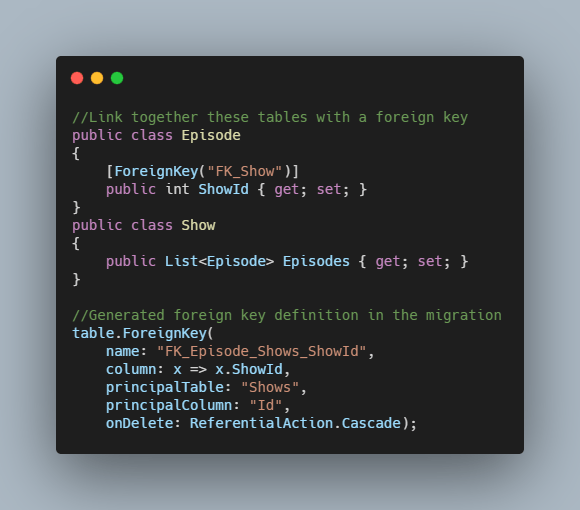 //Link together these tables with a foreign key
public class Episode
{
    [ForeignKey("FK_Show")]
    public int ShowId { get; set; }
}
public class Show
{
    public List<Episode> Episodes { get; set; }
}

//Generated foreign key definition in the migration
table.ForeignKey(
    name: "FK_Episode_Shows_ShowId",
    column: x => x.ShowId,
    principalTable: "Shows",
    principalColumn: "Id",
    onDelete: ReferentialAction.Cascade);